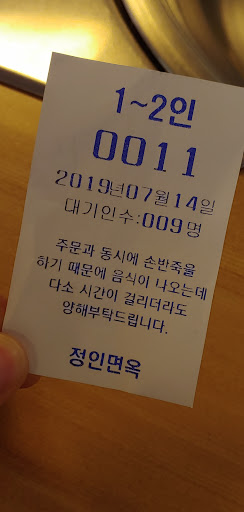 1~2인
0011
2019년07월14일
대기인수:009명
주문과 동시에 손반죽을
하기 때문에 음식이 나오는데
다소 시간이 걸리더라도
양해부탁드립니다.
정인면옥